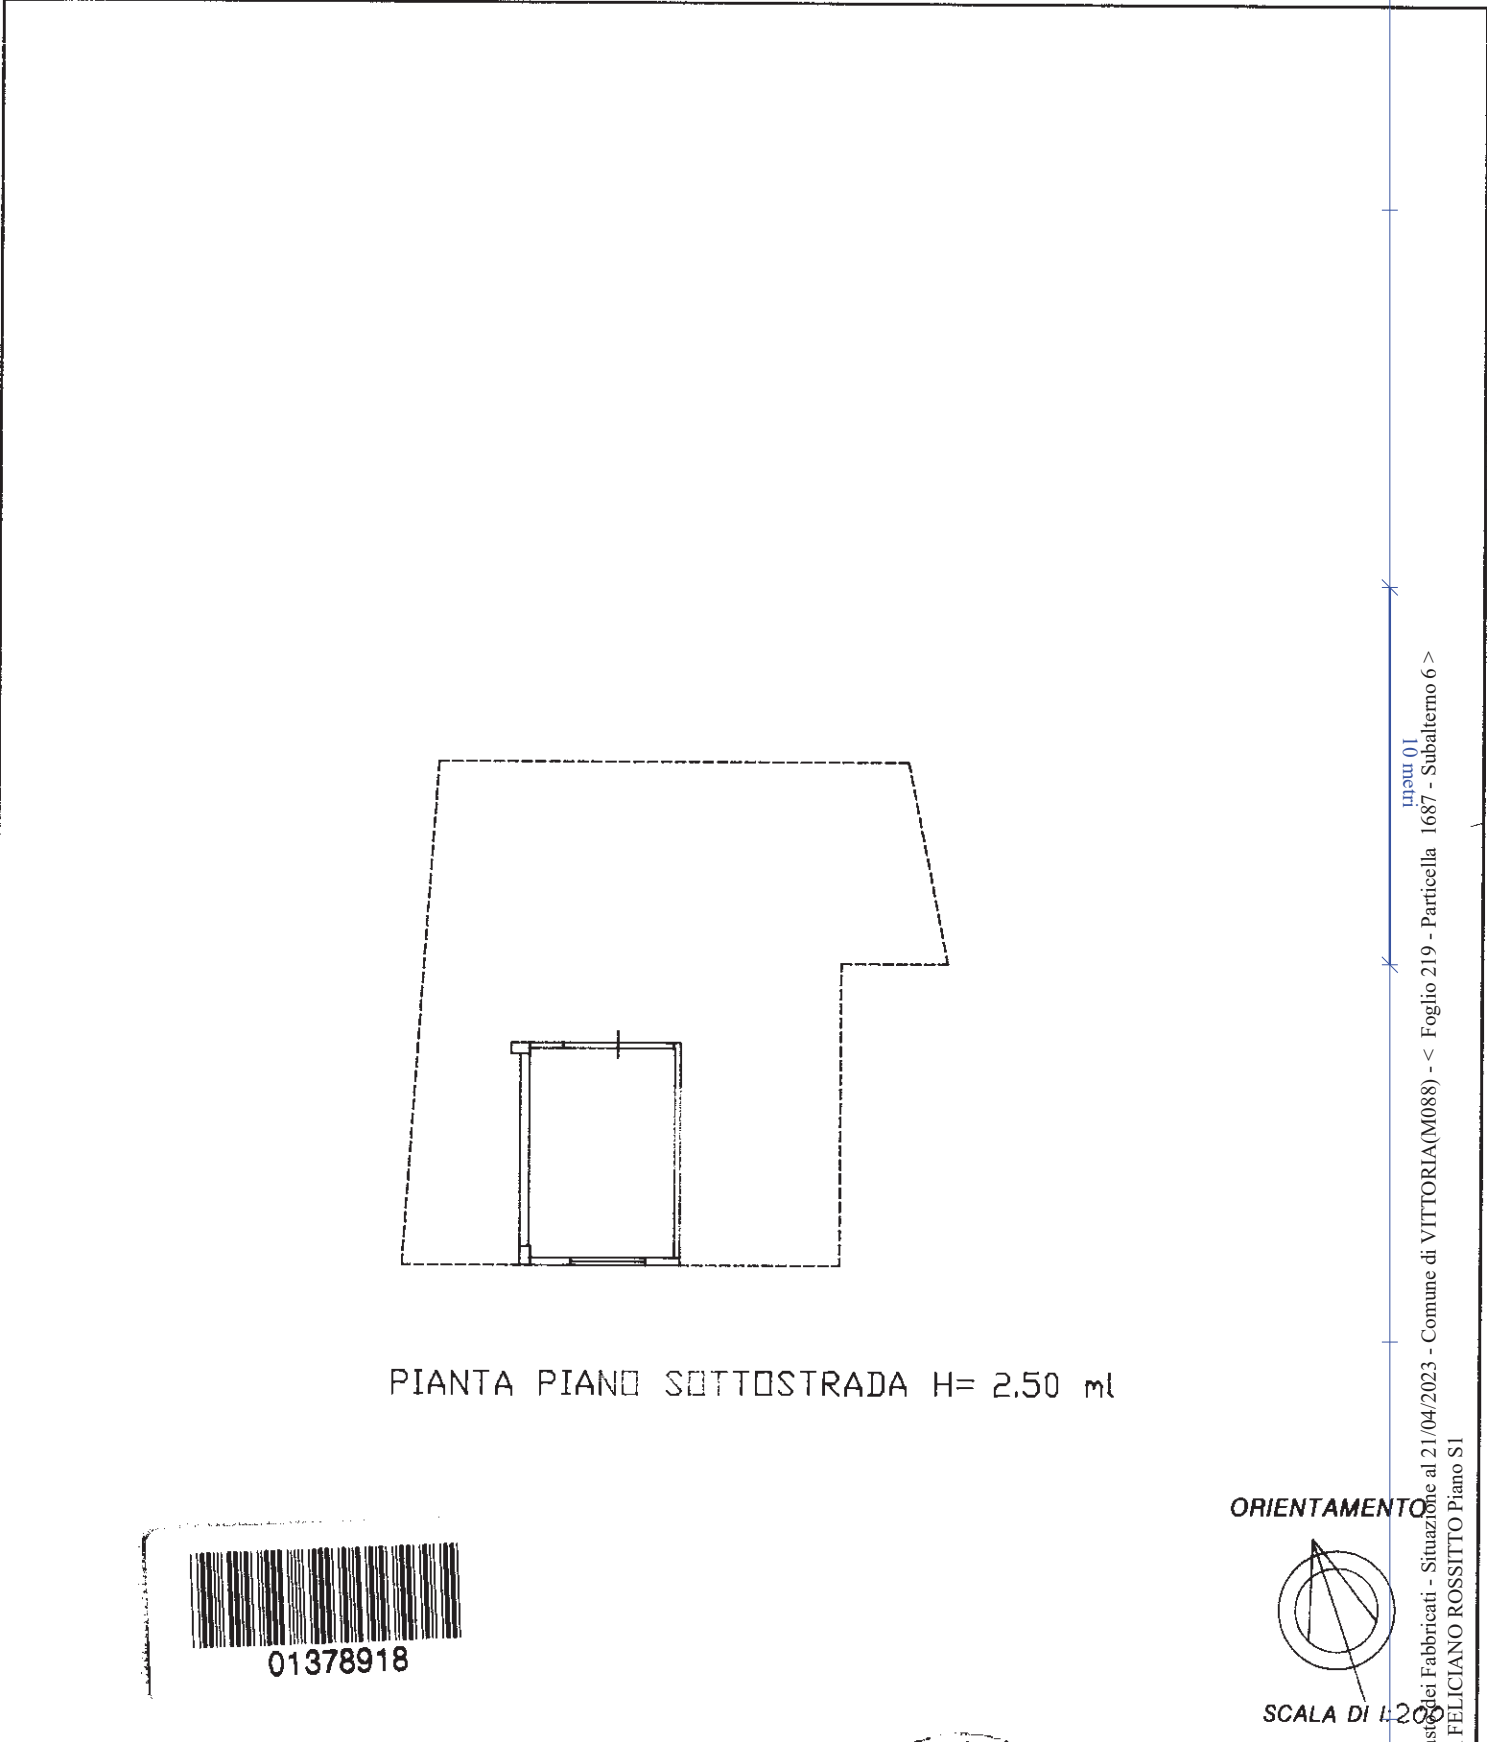 PIANTA PIANO SOTTOSTRADA H= 2.50 ml
01378918
ORIENTAMENTO
SCALA DI 1:200
10 metri
dei Fabbricati - Situazione al 21/04/2023 - Comune di VITTORIA(M088) - < Foglio 219 - Particella 1687 - Subalterno 6 >
FELICIANO ROSSITTO Piano S1